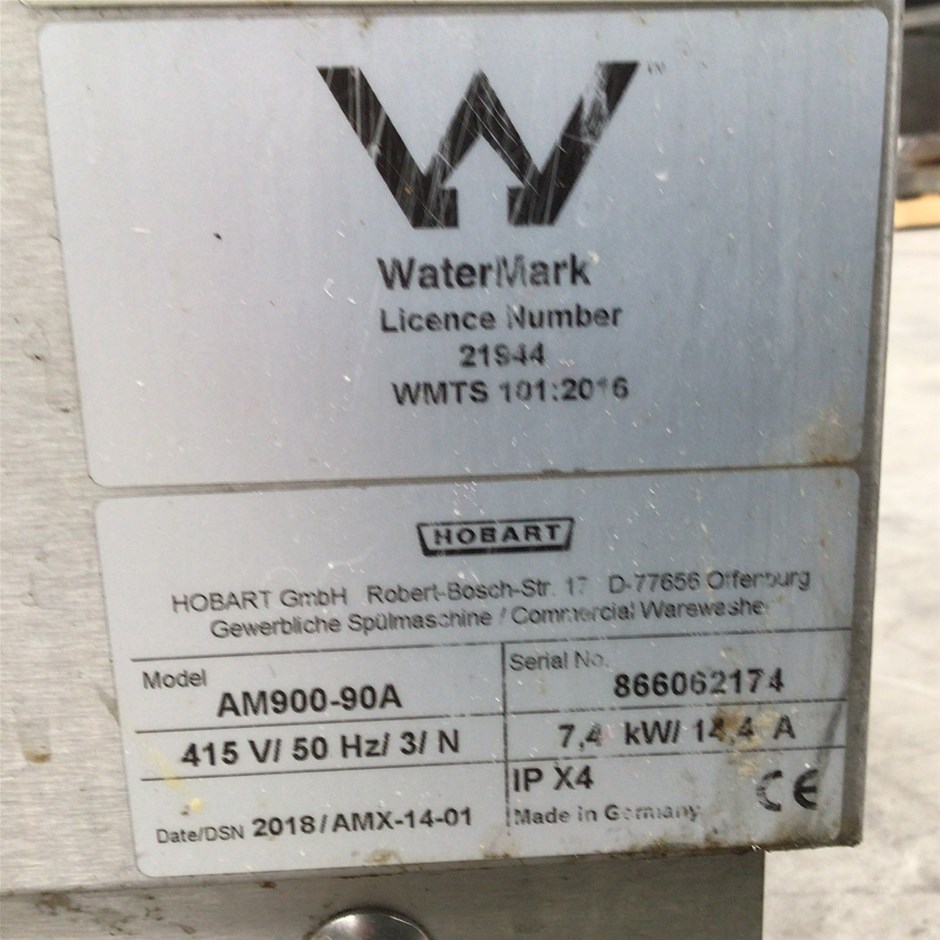 WaterMark
Licence Number
21944
WMTS 101:2016
HOBART
HOBART GmbH Robert-Bosch-Str. 17 D-77656 Offenburg
Gewerbliche Spülmaschine / Commercial Warewasher
Model
AM900-90A
Serial No.
866062174
415 V/ 50 Hz/ 3/ N
7,4 kW/ 14,4 A
IP X4
Date/DSN 2018/AMX-14-01
Made in Germany
CE